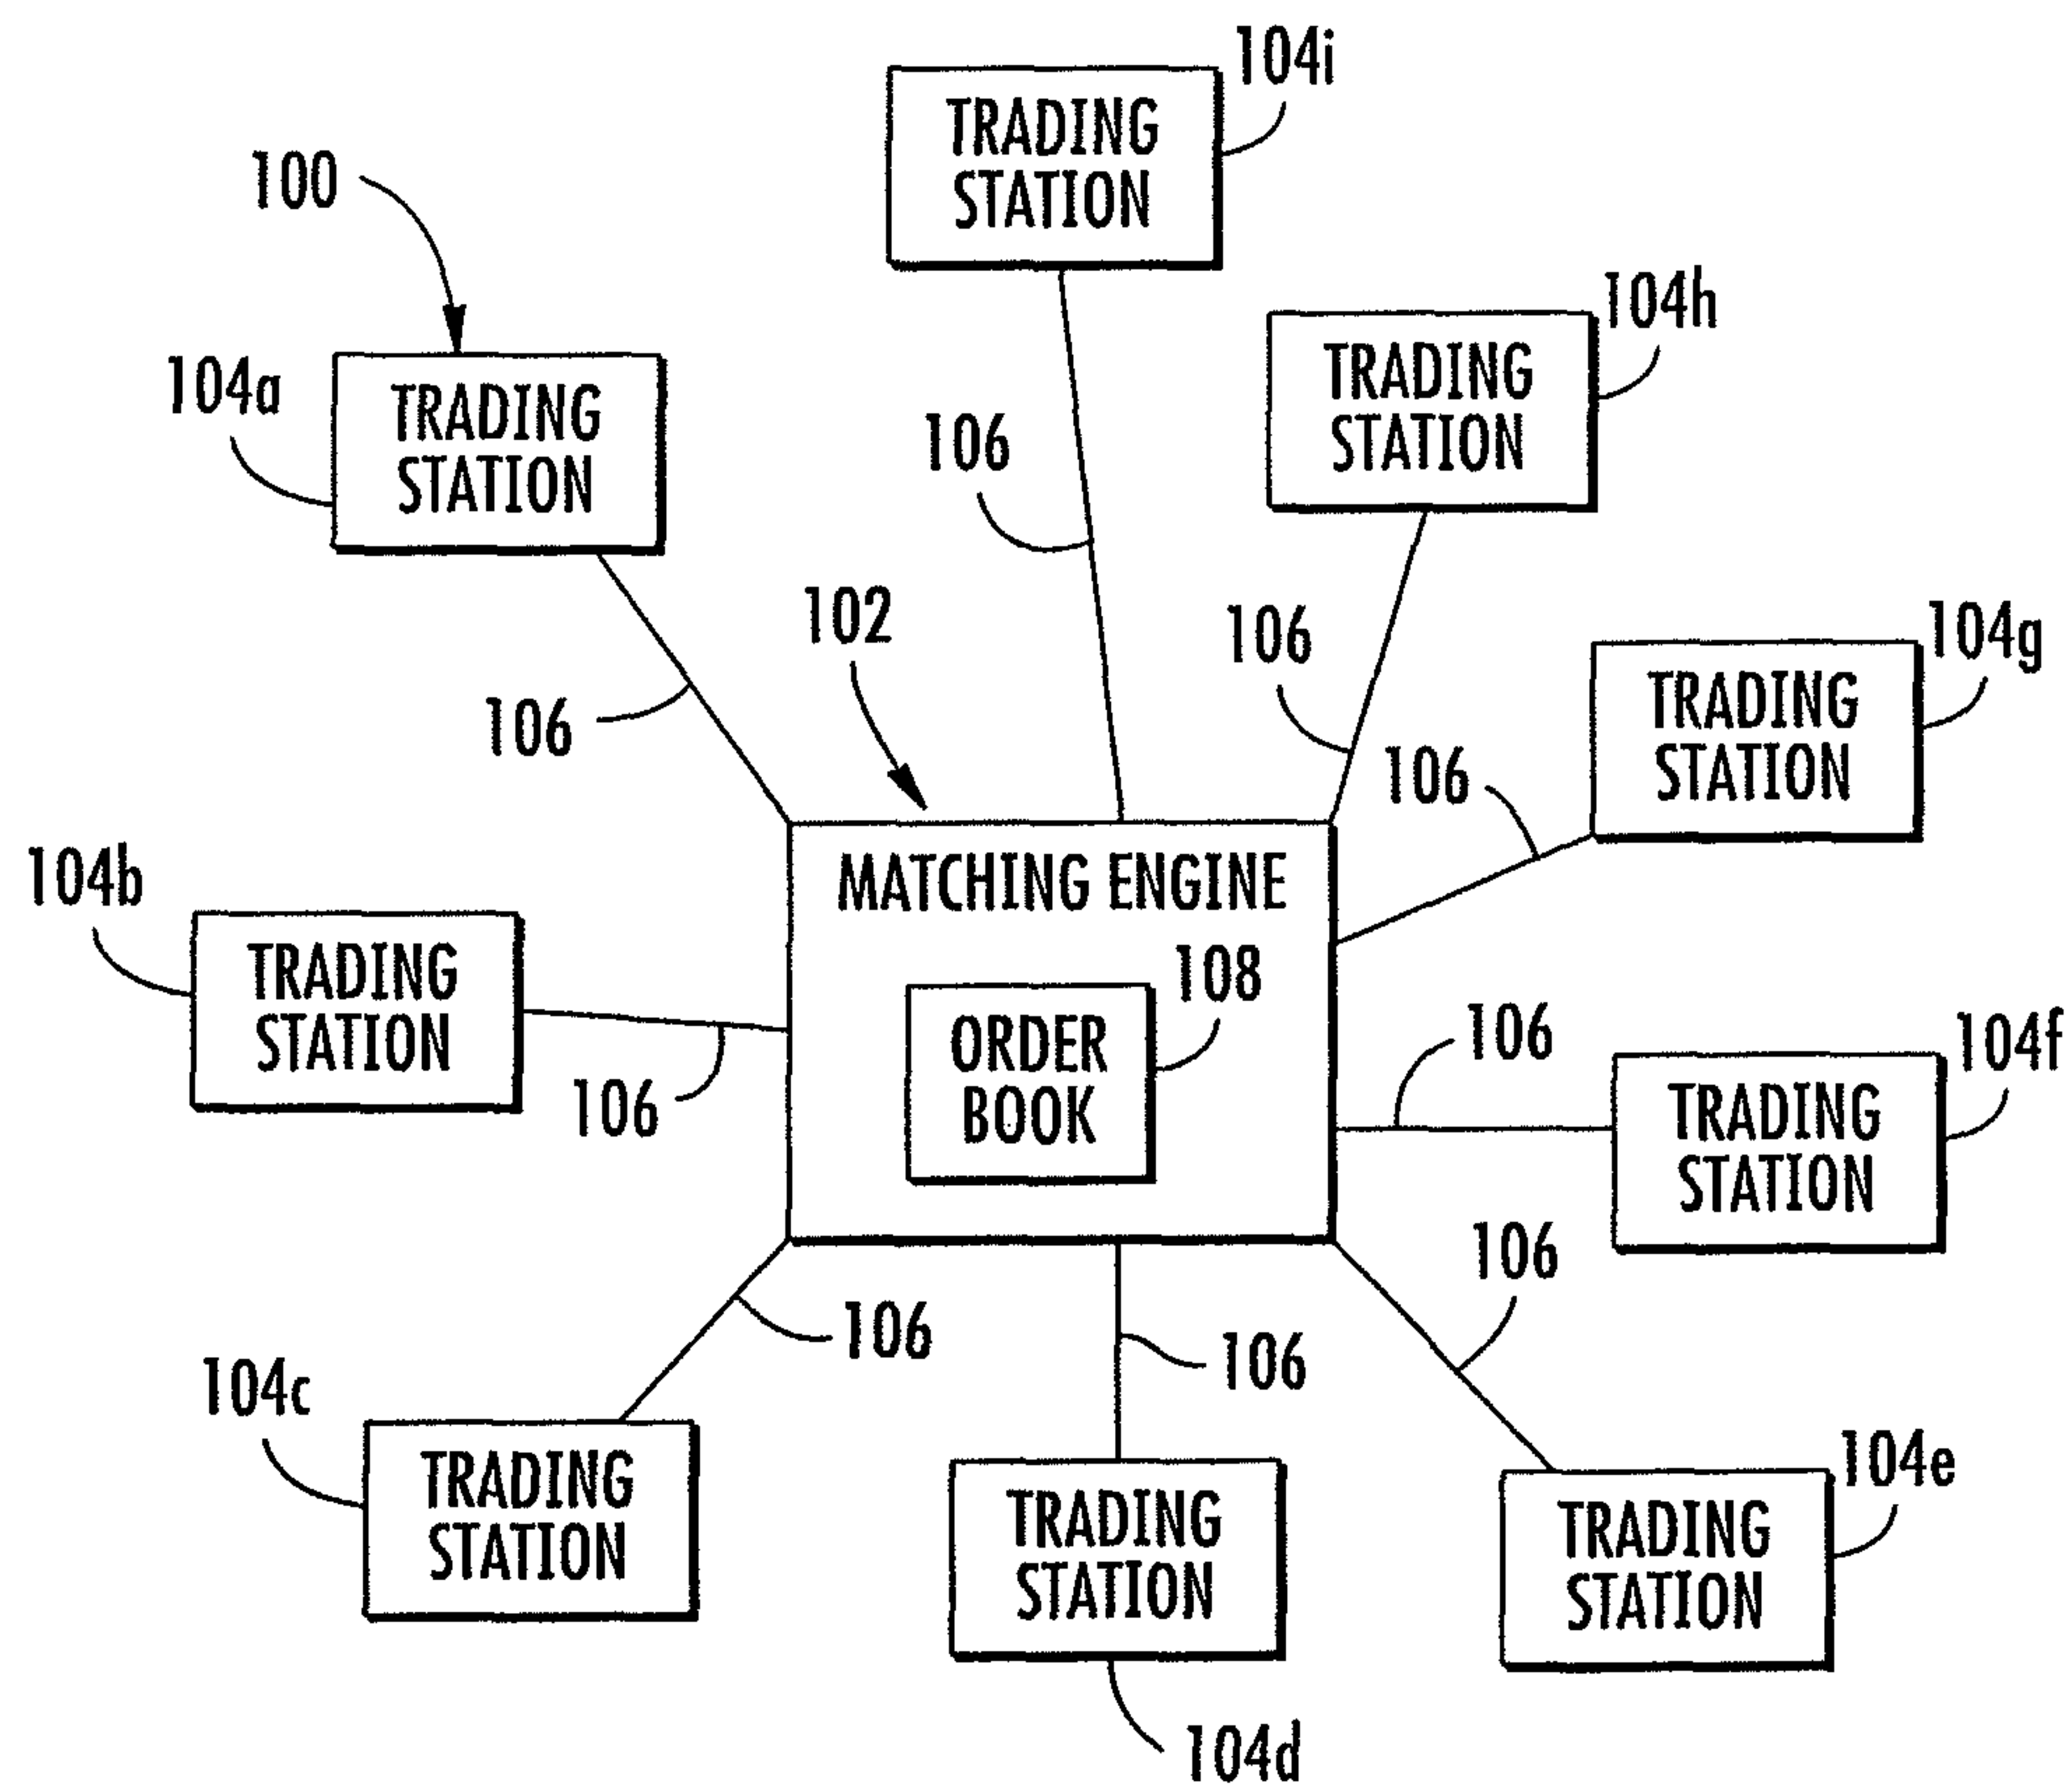 104i
TRADING
STATION
100
104h
TRADING
STATION
104a
TRADING
STATION
106
102
106
104g
TRADING
STATION
106
106
MATCHING ENGINE
104b
TRADING
STATION
108
ORDER
BOOK
106
106
104f
TRADING
STATION
106
106
106
104c
TRADING
STATION
104e
TRADING
STATION
TRADING
STATION
104d